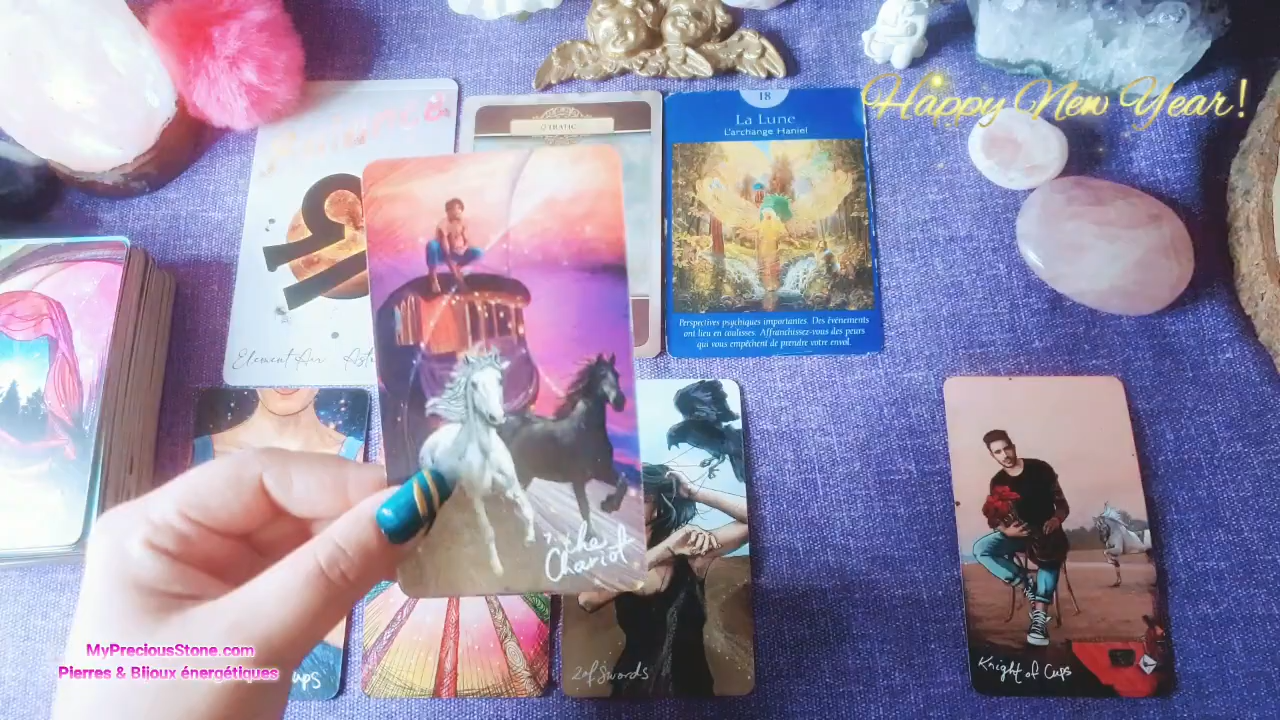 Happy New Year!
18
La Lune
L'archange Haniel
Perspectives psychiques importantes. Des événements
ont lieu en coulisses. Affranchissez-vous des peurs
qui vous empêchent de prendre votre envol.
Element Air
7. The
Chariot
2 of Swords
Knight of Cups
MyPreciousStone.com
Pierres & Bijoux énergétiques